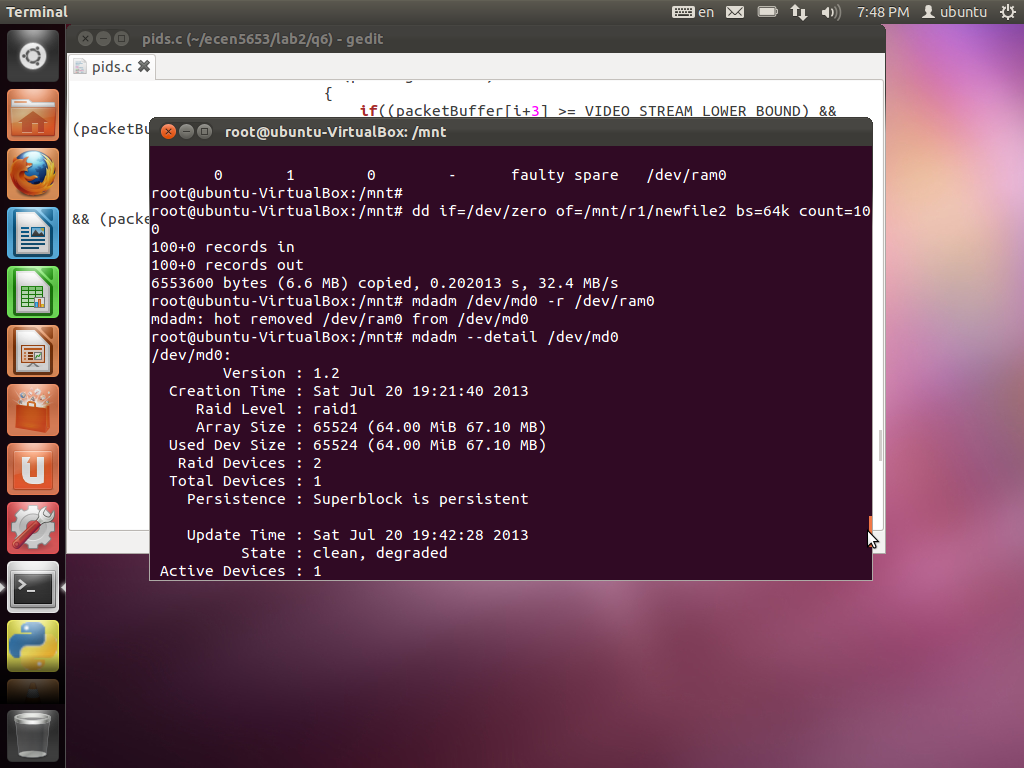 Terminal
en
7:48 PM
ubuntu
pids.c (~/ecen5653/lab2/q6) - gedit
pids.c
{
if((packetBuffer[i+3] >= VIDEO_STREAM_LOWER_BOUND) &&
(packetBu
&& (packe
root@ubuntu-VirtualBox: /mnt
0 1 0 - faulty spare /dev/ram0
root@ubuntu-VirtualBox:/mnt#
root@ubuntu-VirtualBox:/mnt# dd if=/dev/zero of=/mnt/r1/newfile2 bs=64k count=10
0
100+0 records in
100+0 records out
6553600 bytes (6.6 MB) copied, 0.202013 s, 32.4 MB/s
root@ubuntu-VirtualBox:/mnt# mdadm /dev/md0 -r /dev/ram0
mdadm: hot removed /dev/ram0 from /dev/md0
root@ubuntu-VirtualBox:/mnt# mdadm --detail /dev/md0
/dev/md0:
Version : 1.2
Creation Time : Sat Jul 20 19:21:40 2013
Raid Level : raid1
Array Size : 65524 (64.00 MiB 67.10 MB)
Used Dev Size : 65524 (64.00 MiB 67.10 MB)
Raid Devices : 2
Total Devices : 1
Persistence : Superblock is persistent
Update Time : Sat Jul 20 19:42:28 2013
State : clean, degraded
Active Devices : 1